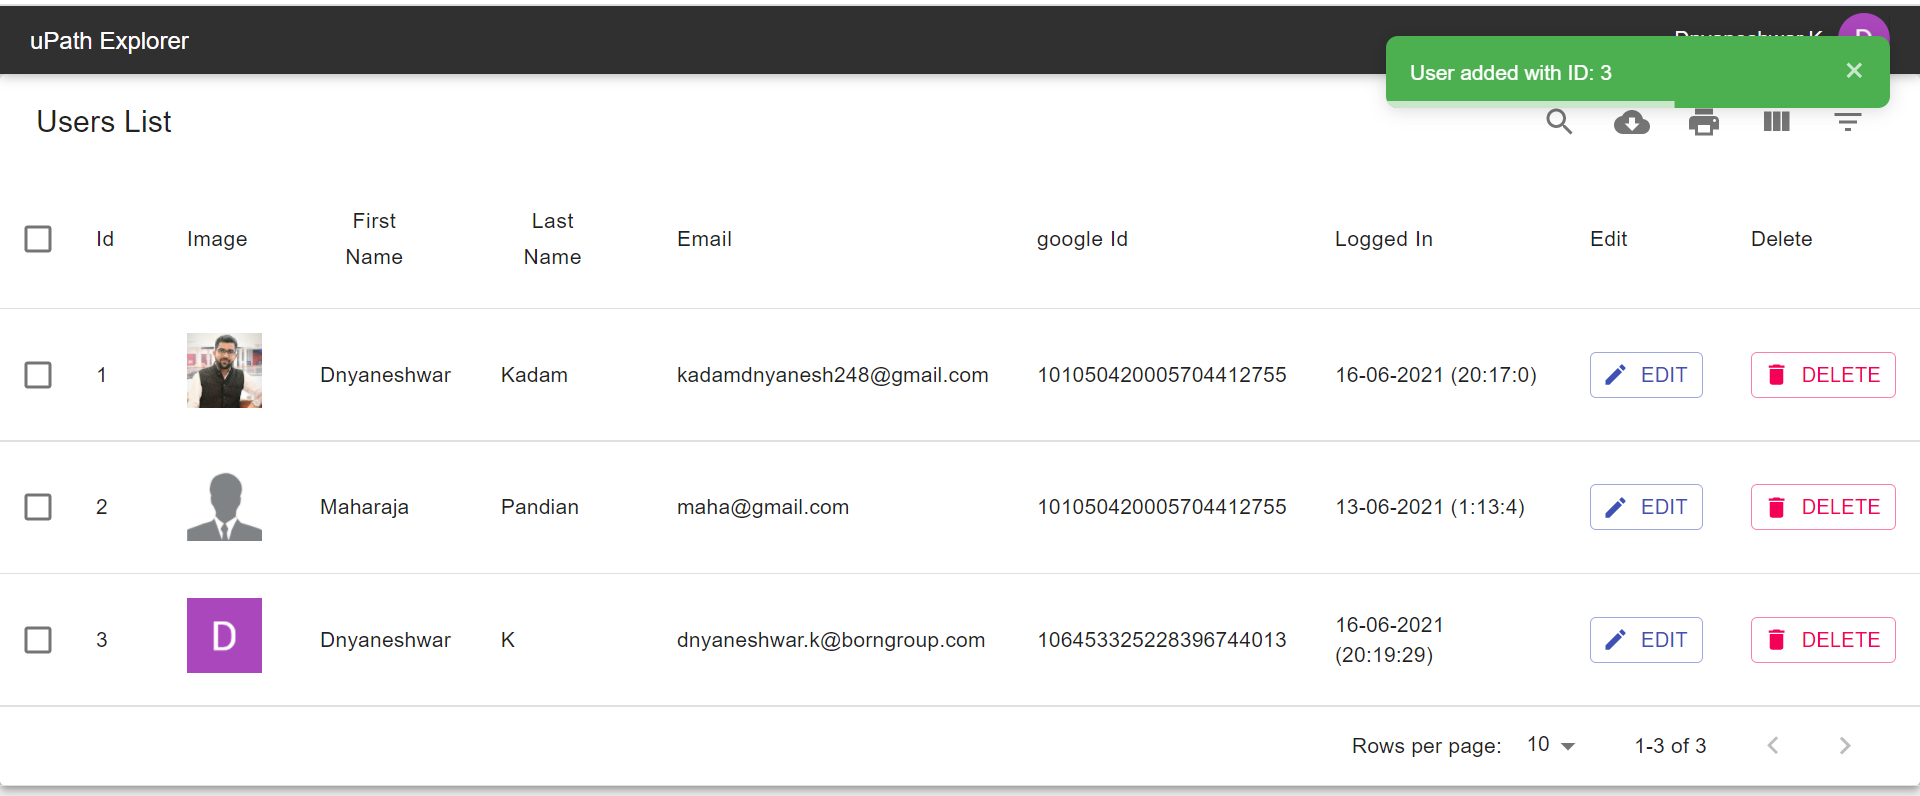 uPath Explorer
User added with ID: 3
Users List
Id Image First Name Last Name Email google Id Logged In Edit Delete
1 Dnyaneshwar Kadam kadamdnyanesh248@gmail.com 101050420005704412755 16-06-2021 (20:17:0) EDIT DELETE
2 Maharaja Pandian maha@gmail.com 101050420005704412755 13-06-2021 (1:13:4) EDIT DELETE
D 3 Dnyaneshwar K dnyaneshwar.k@borngroup.com 106453325228396744013 16-06-2021 (20:19:29) EDIT DELETE
Rows per page: 10 1-3 of 3